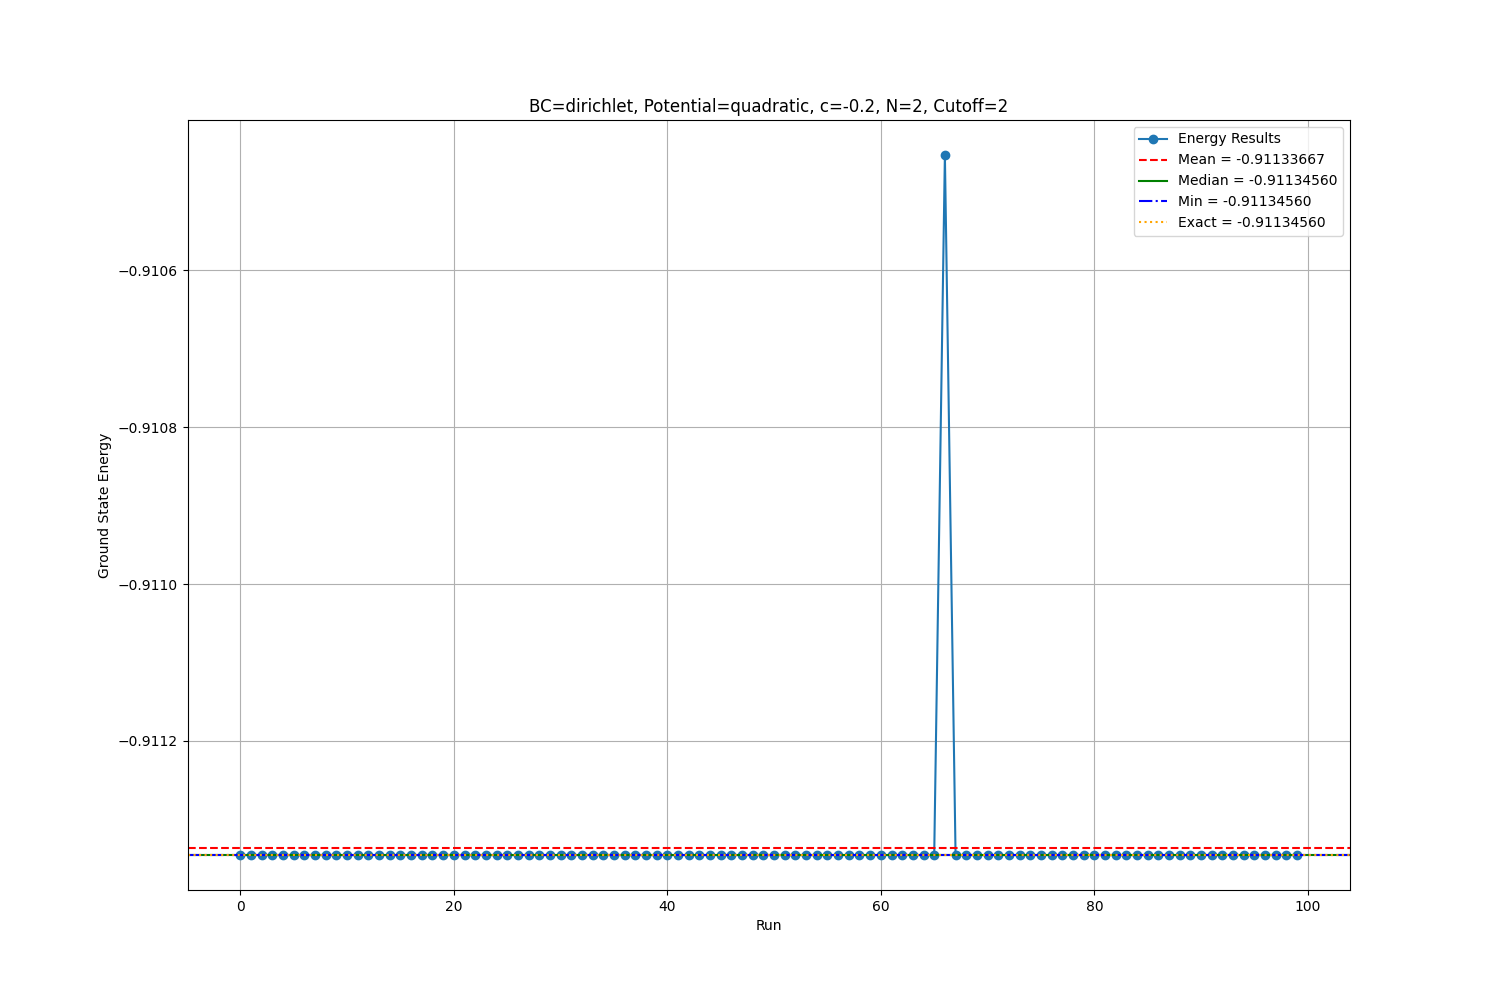 BC=dirichlet, Potential=quadratic, c=-0.2, N=2, Cutoff=2
Energy Results
Mean = -0.91133667
Median = -0.91134560
Min = -0.91134560
Exact = -0.91134560
Ground State Energy
−0.9106
−0.9108
−0.9110
−0.9112
0
20
40
60
80
100
Run